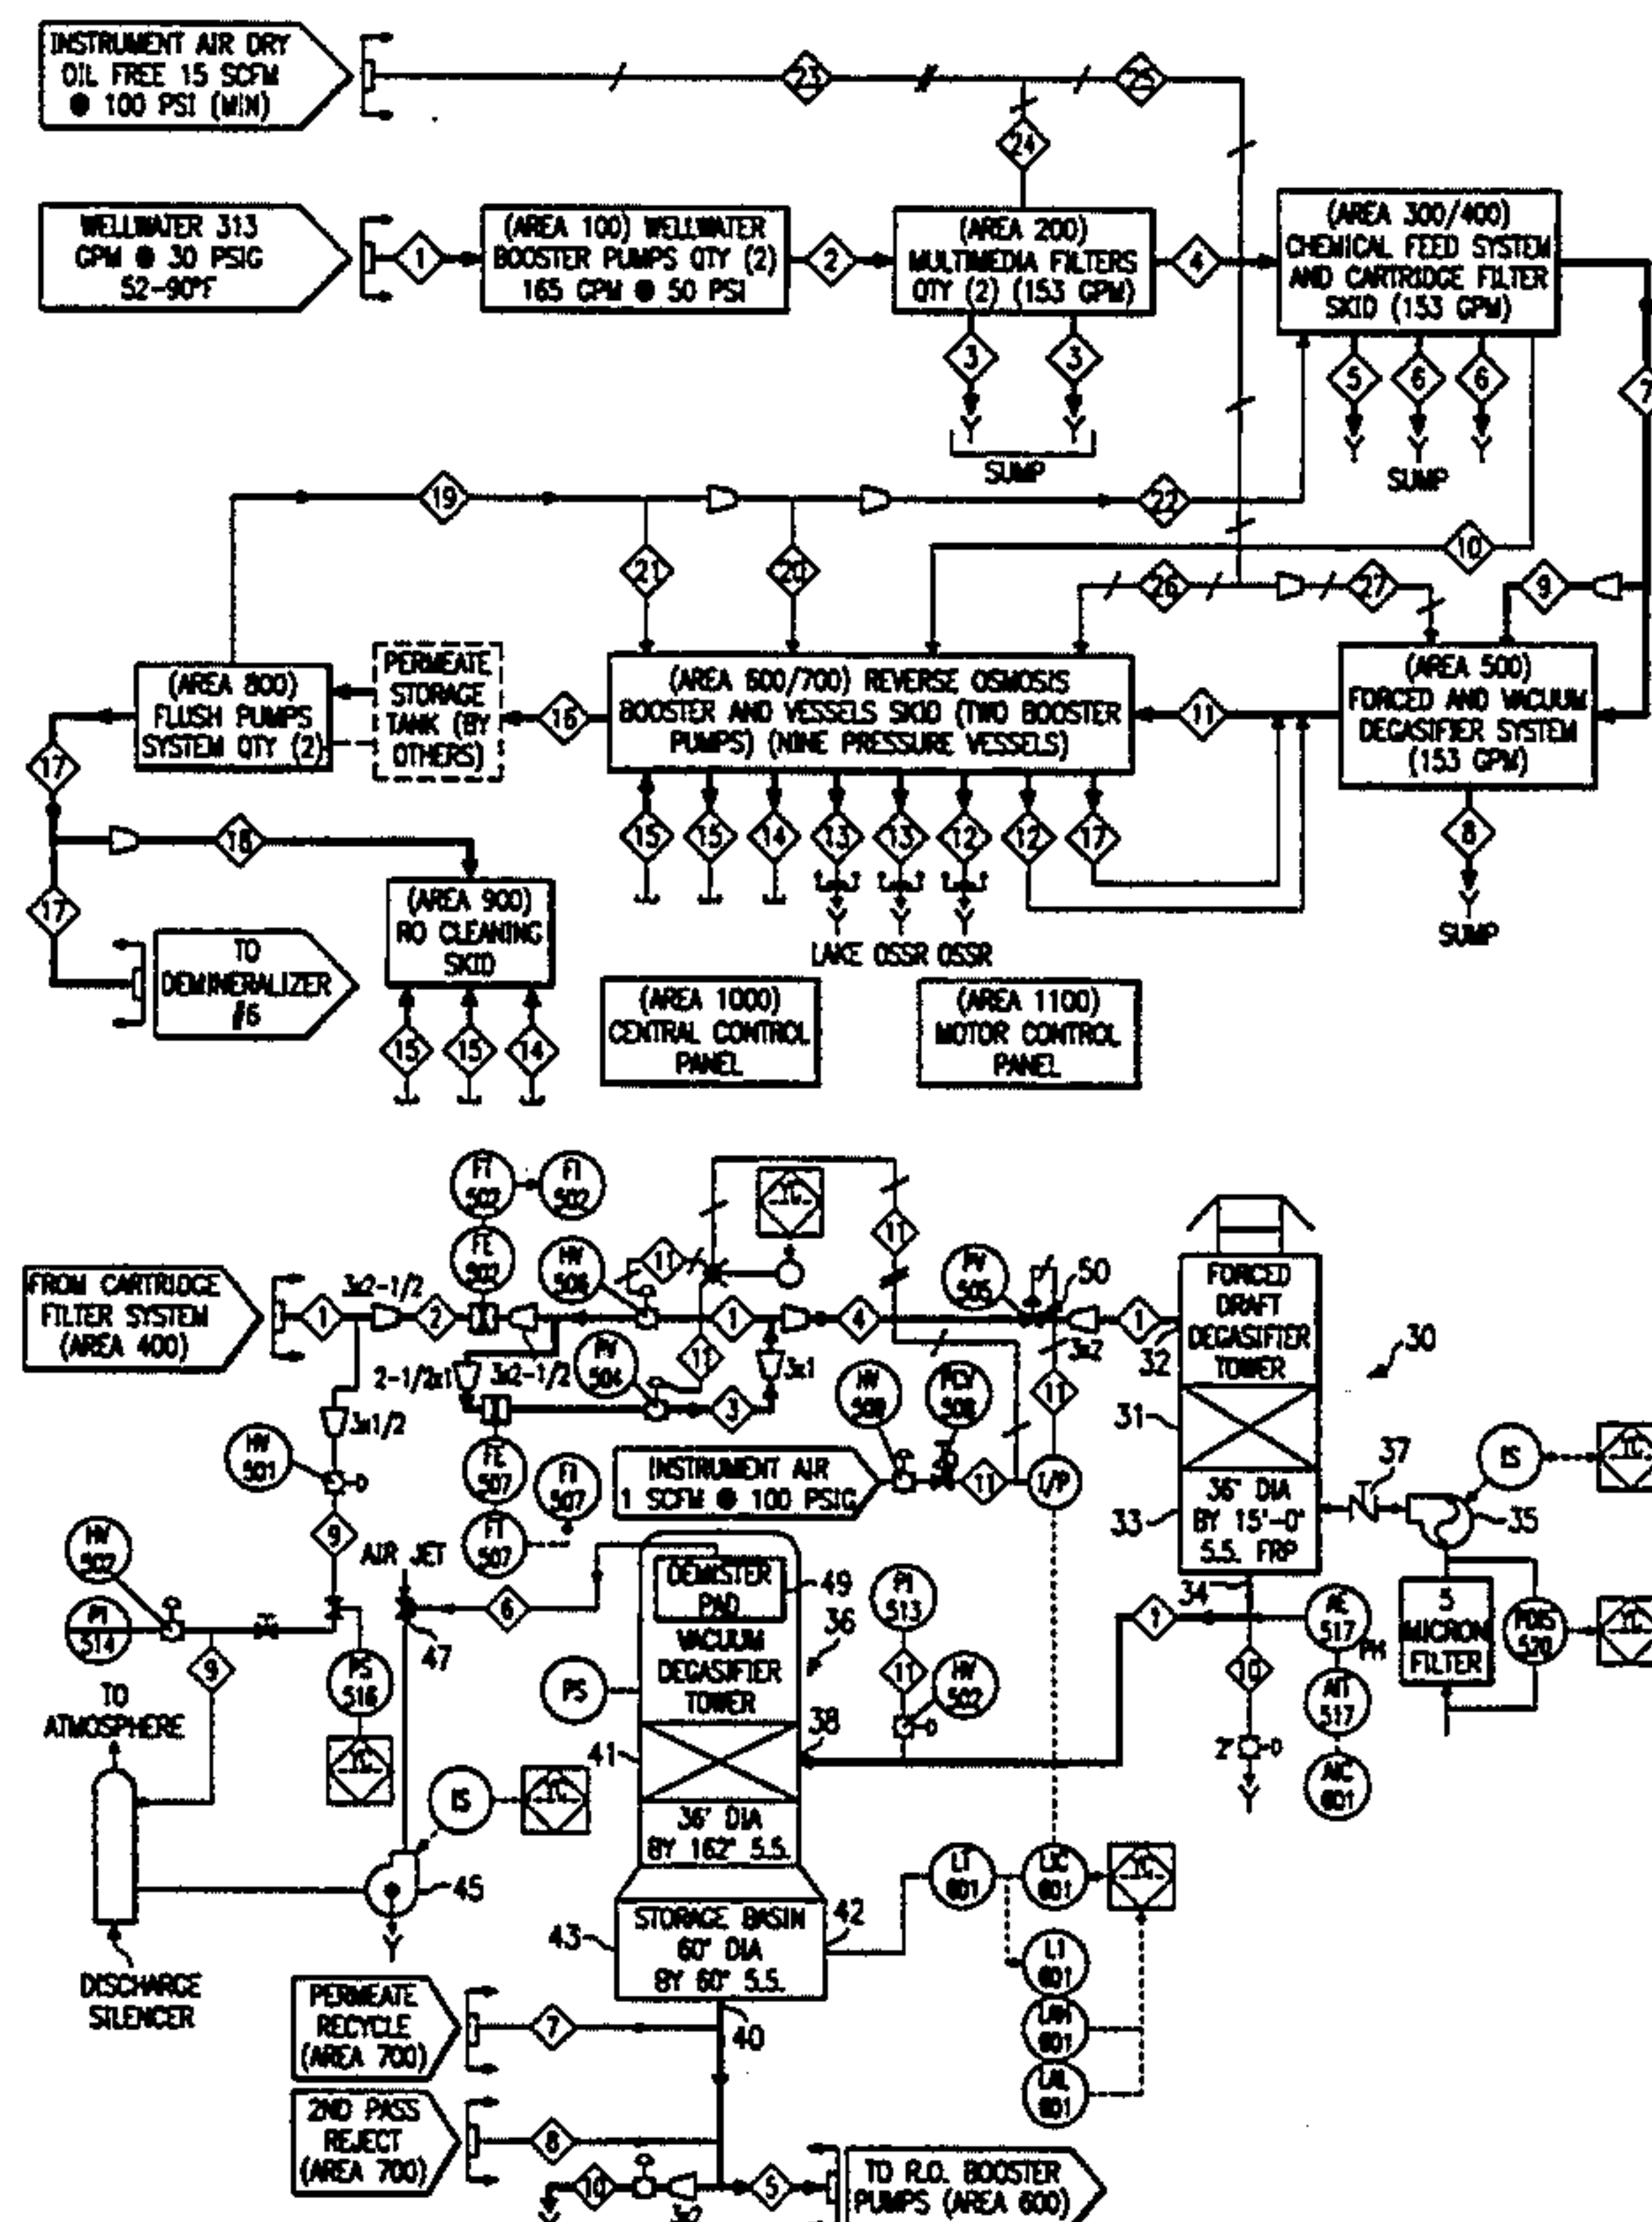 INSTRUMENT AIR DRY
OIL FREE 15 SCFM
@ 100 PSI (MIN)
23
25
24
WELLWATER 313
GPM @ 30 PSIG
52-90°F
1
(AREA 100) WELLWATER
BOOSTER PUMPS QTY (2)
165 GPM @ 50 PSI
2
(AREA 200)
MULTIMEDIA FILTERS
QTY (2) (153 GPM)
4
(AREA 300/400)
CHEMICAL FEED SYSTEM
AND CARTRIDGE FILTER
SKID (153 GPM)
3
3
SUMP
5
6
6
SUMP
7
19
22
21
20
10
26
27
9
(AREA 800)
FLUSH PUMPS
SYSTEM QTY (2)
PERMEATE
STORAGE
TANK (BY
OTHERS)
16
(AREA 600/700) REVERSE OSMOSIS
BOOSTER AND VESSELS SKID (TWO BOOSTER
PUMPS) (NINE PRESSURE VESSELS)
11
(AREA 500)
FORCED AND VACUUM
DEGASIFIER SYSTEM
(153 GPM)
17
18
17
15
15
14
13
13
12
12
17
8
SUMP
LAKE OSSR OSSR
(AREA 900)
RO CLEANING
SKID
TO
DEMINERALIZER
#6
15
15
14
(AREA 1000)
CENTRAL CONTROL
PANEL
(AREA 1100)
MOTOR CONTROL
PANEL
FT
502
FI
502
FE
HV
506
11
11
PV
505
50
FROM CARTRIDGE
FILTER SYSTEM
(AREA 400)
1
3x2-1/2
2
1
4
1
32
3x2
FORCED
DRAFT
DEGASIFIER
TOWER
30
2-1/2x1
3x2-1/2
PV
504
11
3x1
3
HV
PCV
11
31
3x1/2
HV
501
FE
507
FI
507
FT
507
INSTRUMENT AIR
1 SCFM @ 100 PSIG
11
I/P
33
36" DIA
BY 15'-0"
S.S. FRP
37
IS
35
9
AIR JET
HV
502
PI
514
9
6
47
DEMISTER
PAD
49
36
VACUUM
DEGASIFIER
TOWER
PI
513
11
HV
502
34
1
AE
517
PH
10
AIT
517
2"
5
MICRON
FILTER
PDIS
520
PS
516
PS
TO
ATMOSPHERE
41
38
36" DIA
BY 162" S.S.
IS
45
LT
601
LIC
601
STORAGE BASIN
60" DIA
BY 60" S.S.
42
43
LI
601
LAH
601
LAL
601
DISCHARGE
SILENCER
PERMEATE
RECYCLE
(AREA 700)
7
40
2ND PASS
REJECT
(AREA 700)
8
10
3x2
5
TO R.O. BOOSTER
PUMPS (AREA 600)